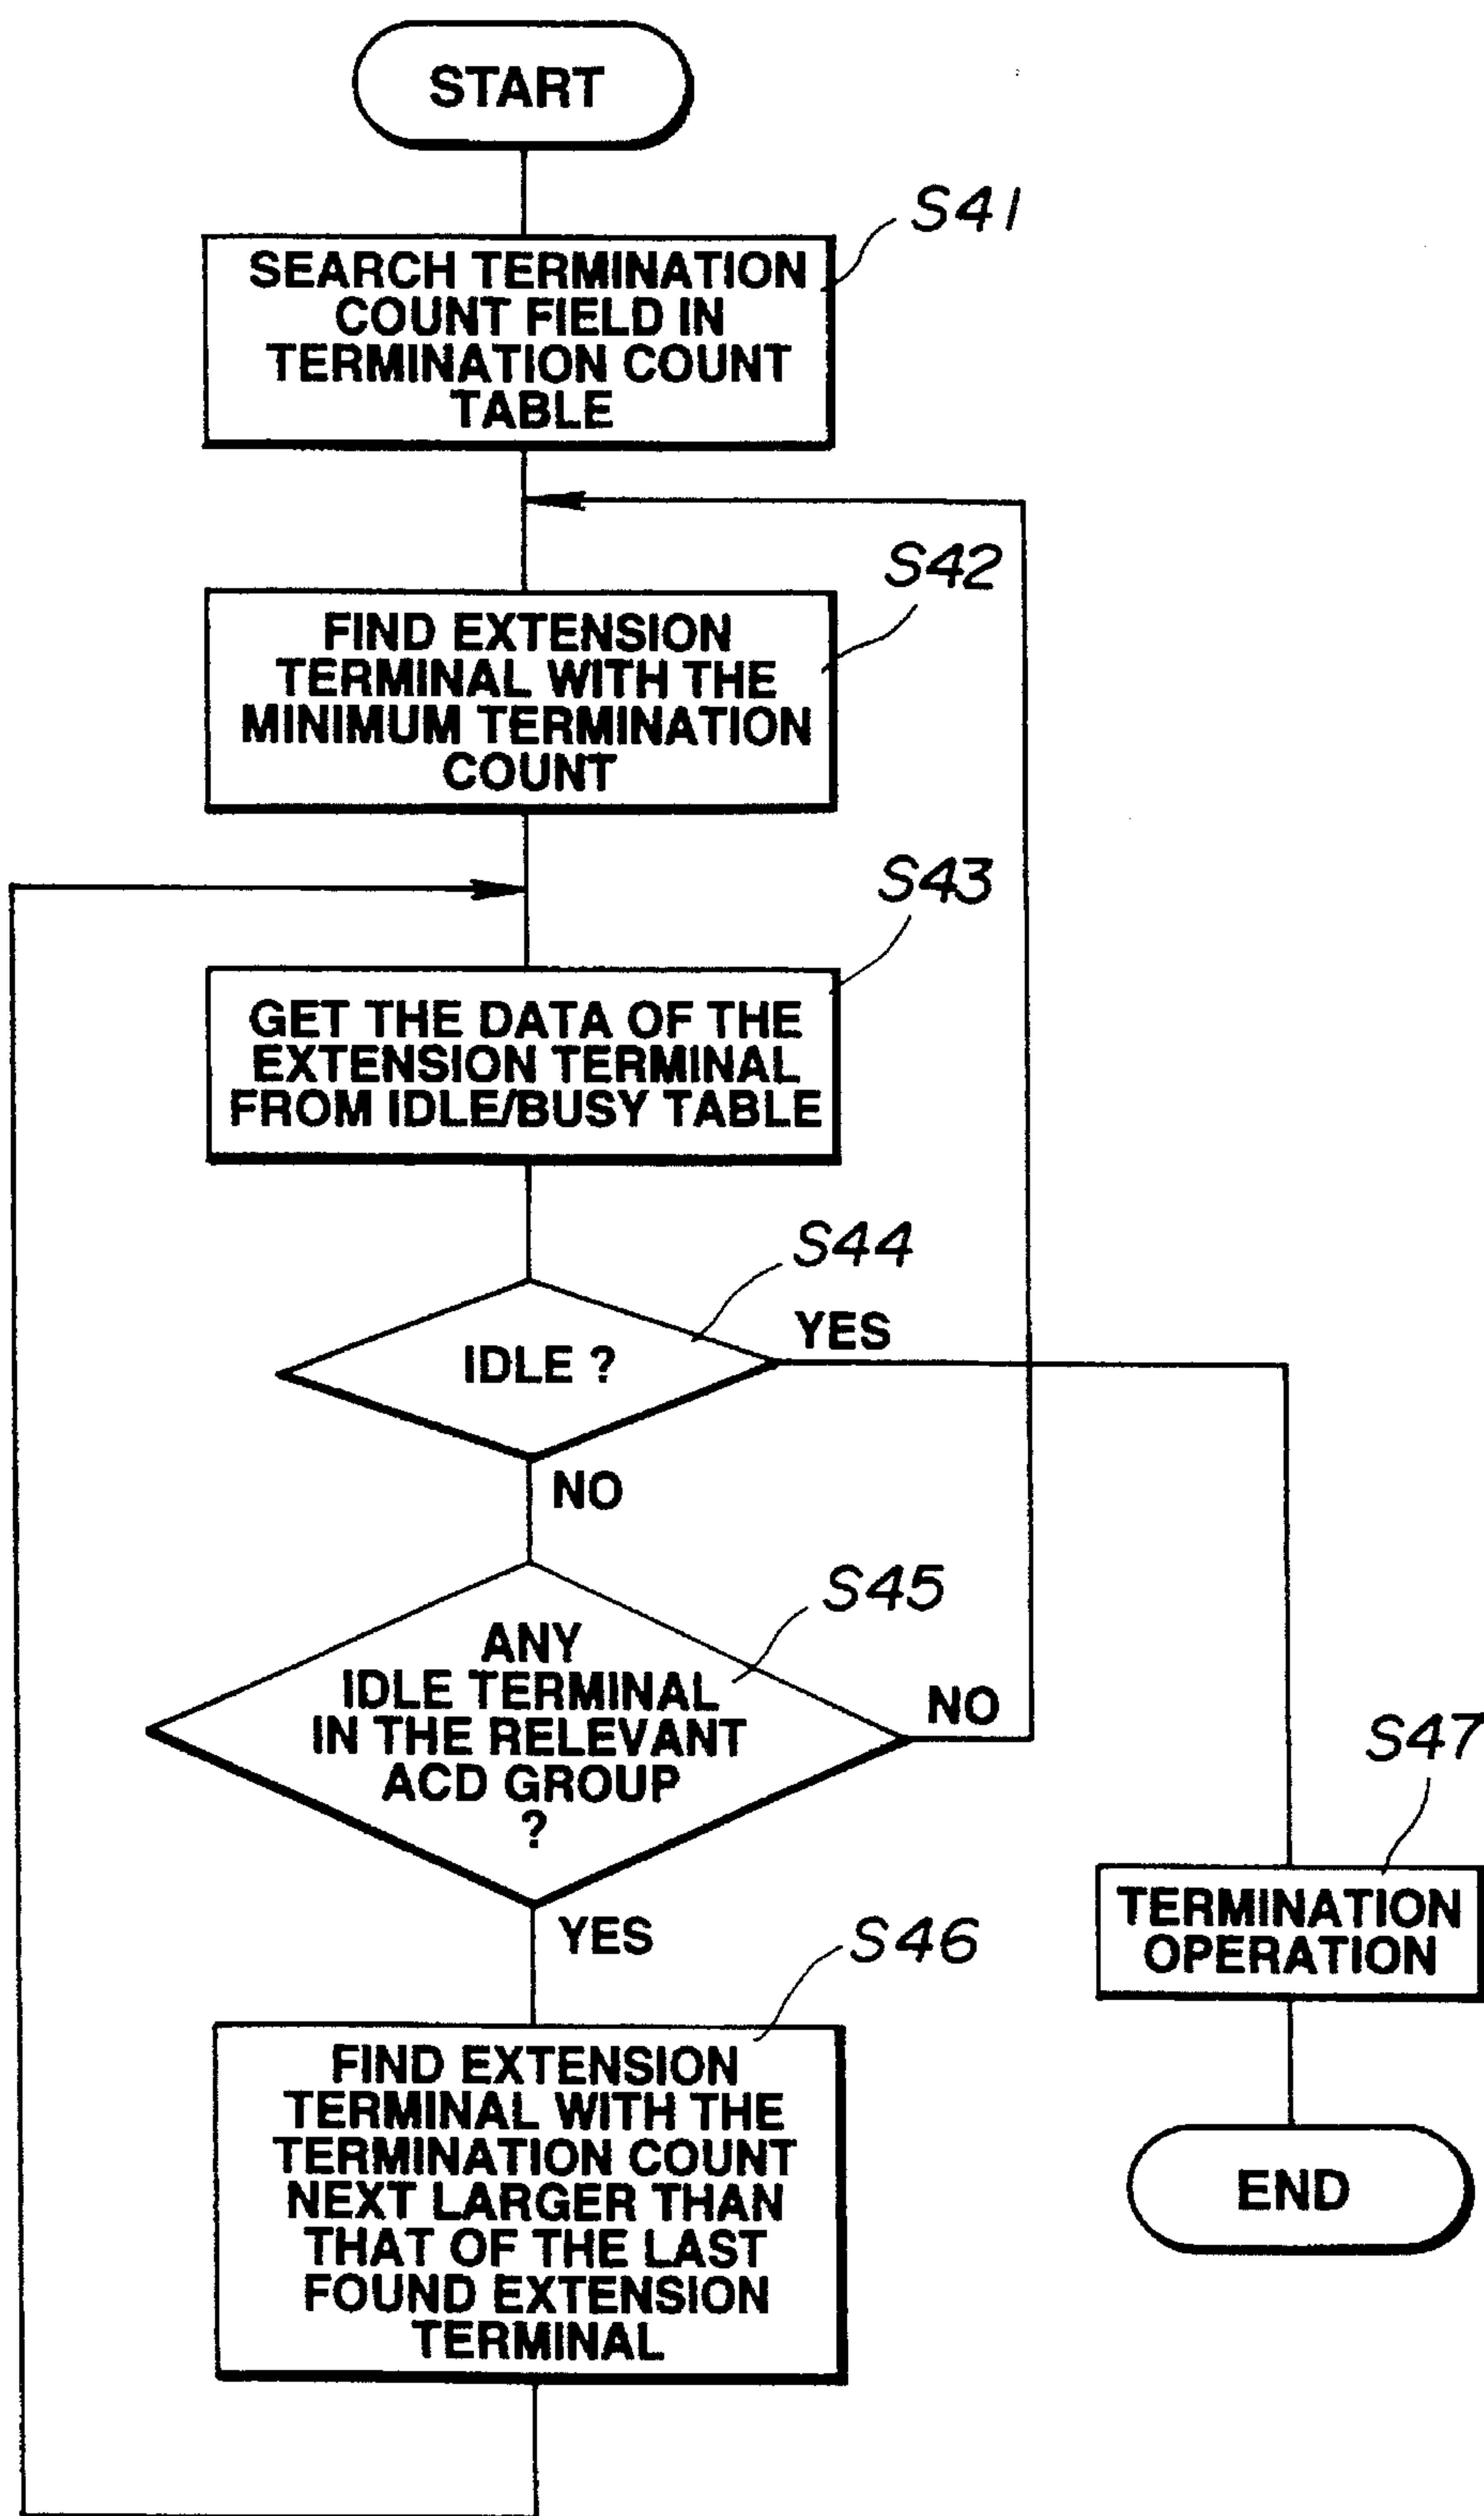 START
S41
SEARCH TERMINATION
COUNT FIELD IN
TERMINATION COUNT
TABLE
S42
FIND EXTENSION
TERMINAL WITH THE
MINIMUM TERMINATION
COUNT
S43
GET THE DATA OF THE
EXTENSION TERMINAL
FROM IDLE/BUSY TABLE
S44
YES
IDLE ?
NO
S45
ANY
IDLE TERMINAL
IN THE RELEVANT
ACD GROUP
?
NO
YES
S46
FIND EXTENSION
TERMINAL WITH THE
TERMINATION COUNT
NEXT LARGER THAN
THAT OF THE LAST
FOUND EXTENSION
TERMINAL
S47
TERMINATION
OPERATION
END